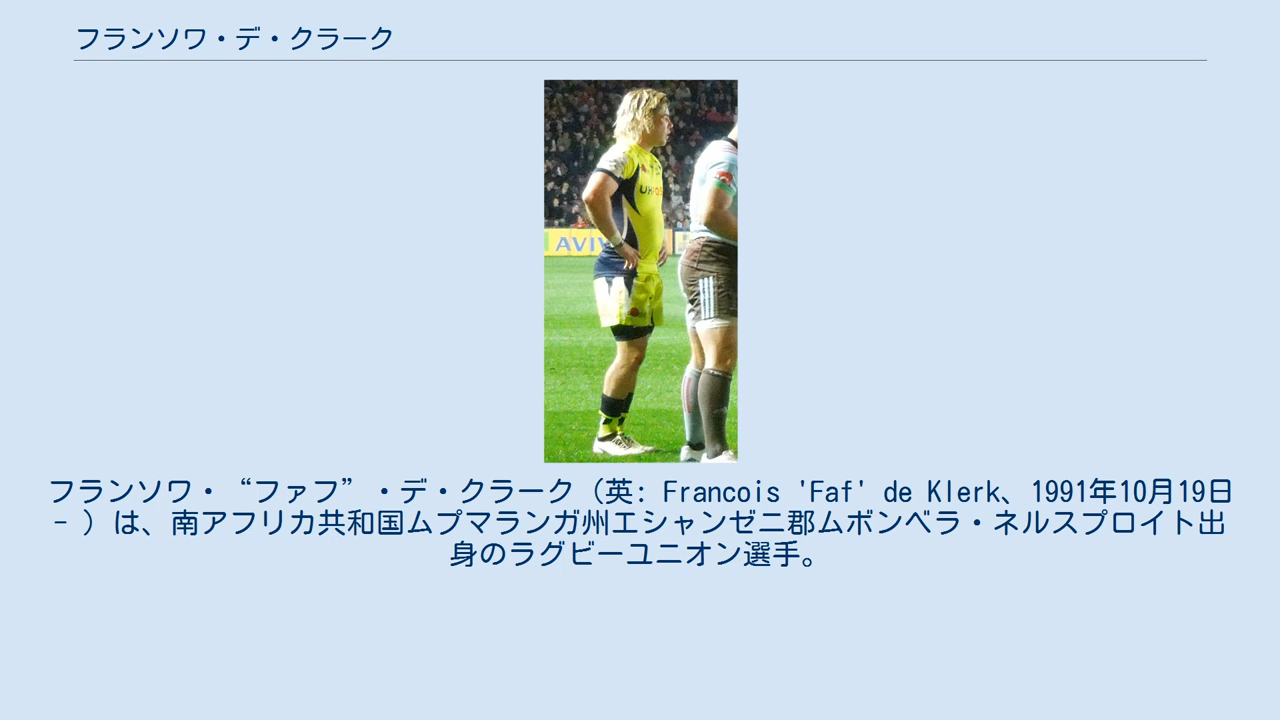 フランソワ・デ・クラーク
AVIV
フランソワ・“ファフ”・デ・クラーク（英: Francois 'Faf' de Klerk、1991年10月19日
- ）は、南アフリカ共和国ムプマランガ州エシャンゼニ郡ムボンベラ・ネルスプロイト出
身のラグビーユニオン選手。